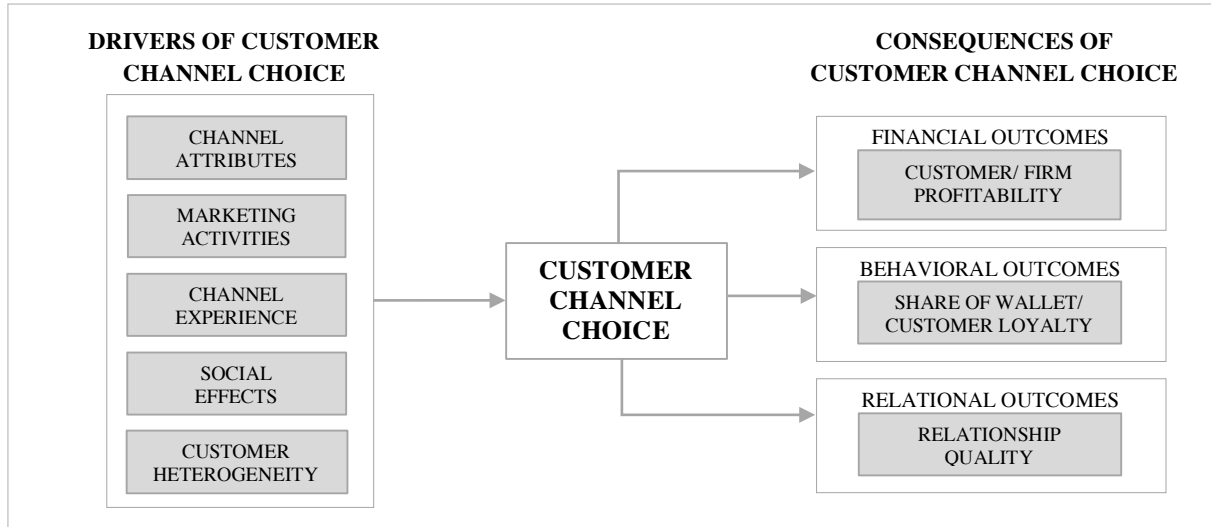 DRIVERS OF CUSTOMER
CHANNEL CHOICE
CHANNEL
ATTRIBUTES
MARKETING
ACTIVITIES
CHANNEL
EXPERIENCE
SOCIAL
EFFECTS
CUSTOMER
HETEROGENEITY
CUSTOMER
CHANNEL
CHOICE
CONSEQUENCES OF
CUSTOMER CHANNEL CHOICE
FINANCIAL OUTCOMES
CUSTOMER/ FIRM
PROFITABILITY
BEHAVIORAL OUTCOMES
SHARE OF WALLET/
CUSTOMER LOYALTY
RELATIONAL OUTCOMES
RELATIONSHIP
QUALITY